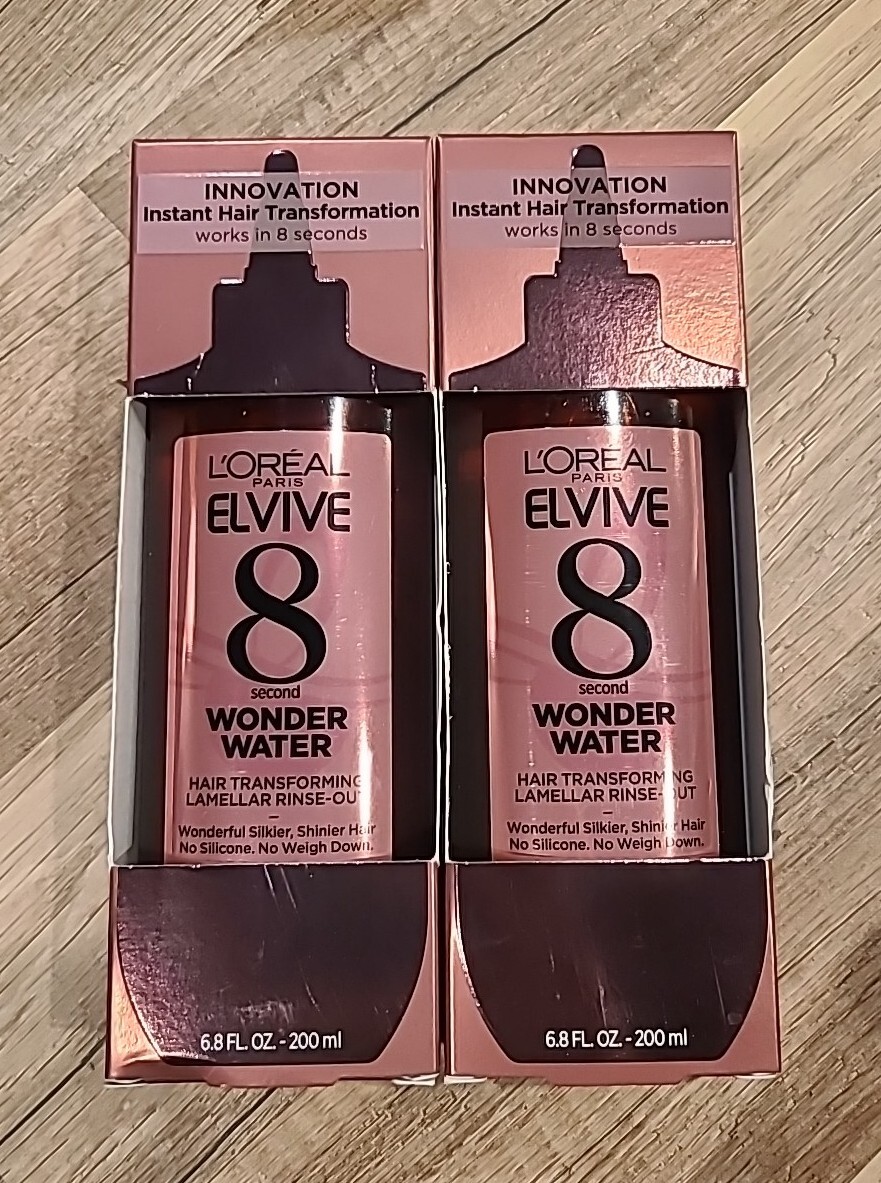 INNOVATION
Instant Hair Transformation
works in 8 seconds
L'ORÉAL
PARIS
ELVIVE
8
second
WONDER
WATER
HAIR TRANSFORMING
LAMELLAR RINSE-OUT
Wonderful Silkier, Shinier Hair
No Silicone. No Weigh Down.
6.8 FL. OZ. - 200 ml
INNOVATION
Instant Hair Transformation
works in 8 seconds
L'ORÉAL
PARIS
ELVIVE
8
second
WONDER
WATER
HAIR TRANSFORMING
LAMELLAR RINSE-OUT
Wonderful Silkier, Shinier Hair
No Silicone. No Weigh Down.
6.8 FL. OZ. - 200 ml